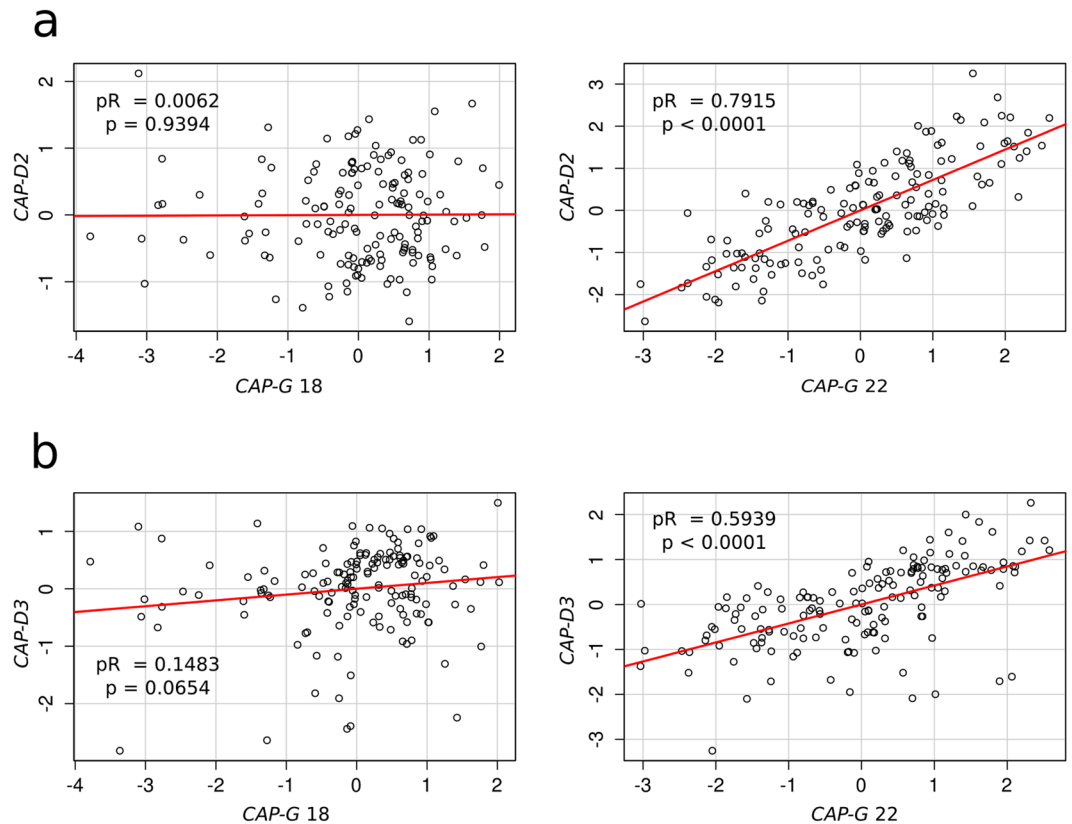 a
2
1
0
-1
CAP-D2
pR = 0.0062
p = 0.9394
-4 -3 -2 -1 0 1 2
CAP-G 18
3
2
1
0
-1
-2
CAP-D2
pR = 0.7915
p < 0.0001
-3 -2 -1 0 1 2
CAP-G 22
b
1
0
-1
-2
CAP-D3
pR = 0.1483
p = 0.0654
-4 -3 -2 -1 0 1 2
CAP-G 18
2
1
0
-1
-2
-3
CAP-D3
pR = 0.5939
p < 0.0001
-3 -2 -1 0 1 2
CAP-G 22